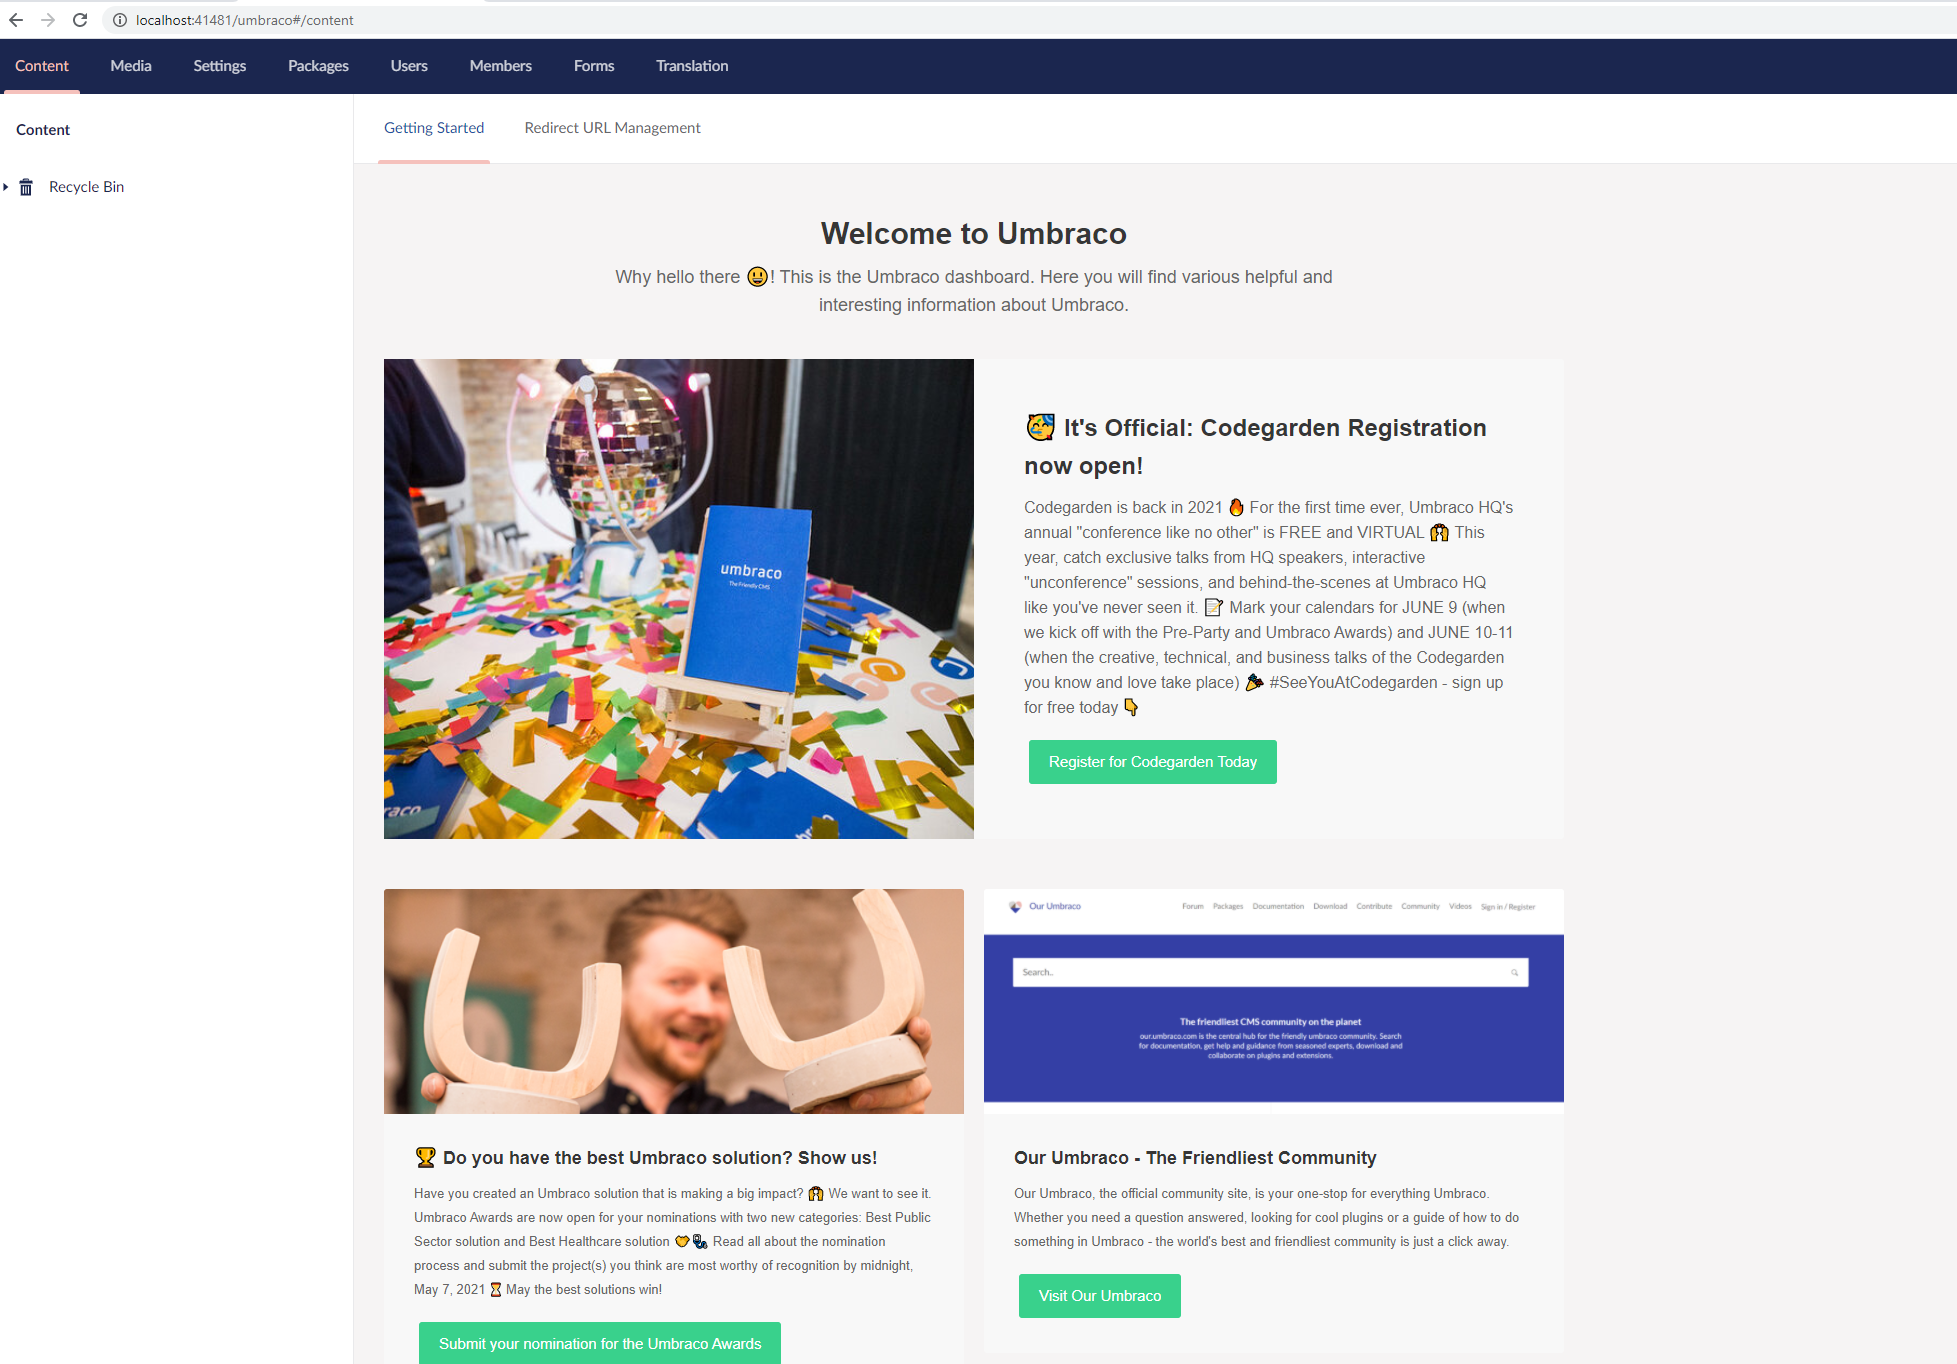 localhost:41481/umbraco#/content
Content Media Settings Packages Users Members Forms Translation
Content
Recycle Bin
Getting Started Redirect URL Management
Welcome to Umbraco
Why hello there 😃! This is the Umbraco dashboard. Here you will find various helpful and
interesting information about Umbraco.
umbraco
The Friendly CMS
🥳 It's Official: Codegarden Registration
now open!
Codegarden is back in 2021 🔥 For the first time ever, Umbraco HQ's
annual "conference like no other" is FREE and VIRTUAL 🙌 This
year, catch exclusive talks from HQ speakers, interactive
"unconference" sessions, and behind-the-scenes at Umbraco HQ
like you've never seen it. 📝 Mark your calendars for JUNE 9 (when
we kick off with the Pre-Party and Umbraco Awards) and JUNE 10-11
(when the creative, technical, and business talks of the Codegarden
you know and love take place) 🎉 #SeeYouAtCodegarden - sign up
for free today 👇
Register for Codegarden Today
🏆 Do you have the best Umbraco solution? Show us!
Have you created an Umbraco solution that is making a big impact? 🙌 We want to see it.
Umbraco Awards are now open for your nominations with two new categories: Best Public
Sector solution and Best Healthcare solution 🤝🩺 Read all about the nomination
process and submit the project(s) you think are most worthy of recognition by midnight,
May 7, 2021 ⌛ May the best solutions win!
Submit your nomination for the Umbraco Awards
Our Umbraco Forum Packages Documentation Download Contribute Community Videos Sign in / Register
Search..
The friendliest CMS community on the planet
our.umbraco.com is the central hub for the friendly umbraco community. Search
for documentation, get help and guidance from seasoned experts, download and
collaborate on plugins and extensions.
Our Umbraco - The Friendliest Community
Our Umbraco, the official community site, is your one-stop for everything Umbraco.
Whether you need a question answered, looking for cool plugins or a guide of how to do
something in Umbraco - the world's best and friendliest community is just a click away.
Visit Our Umbraco